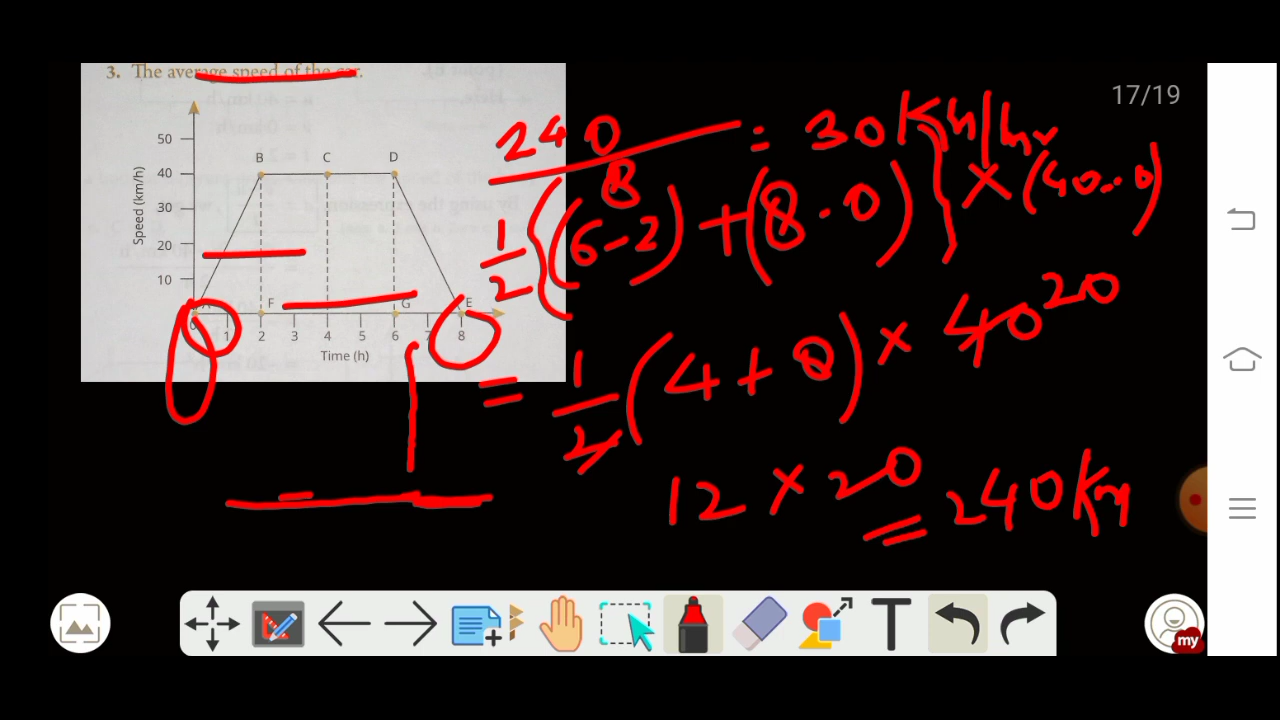 3. The average speed of the car.
17/19
50
40
30
20
10
Speed (km/h)
B C D
A F G E
0 1 2 3 4 5 6 7 8
Time (h)
240
8
= 30 Km/hr
1/2 {(6-2) + (8-0)} × (40-0)
= 1/2 (4 + 8) × 40 20
12 × 20 = 240 Km
T
my